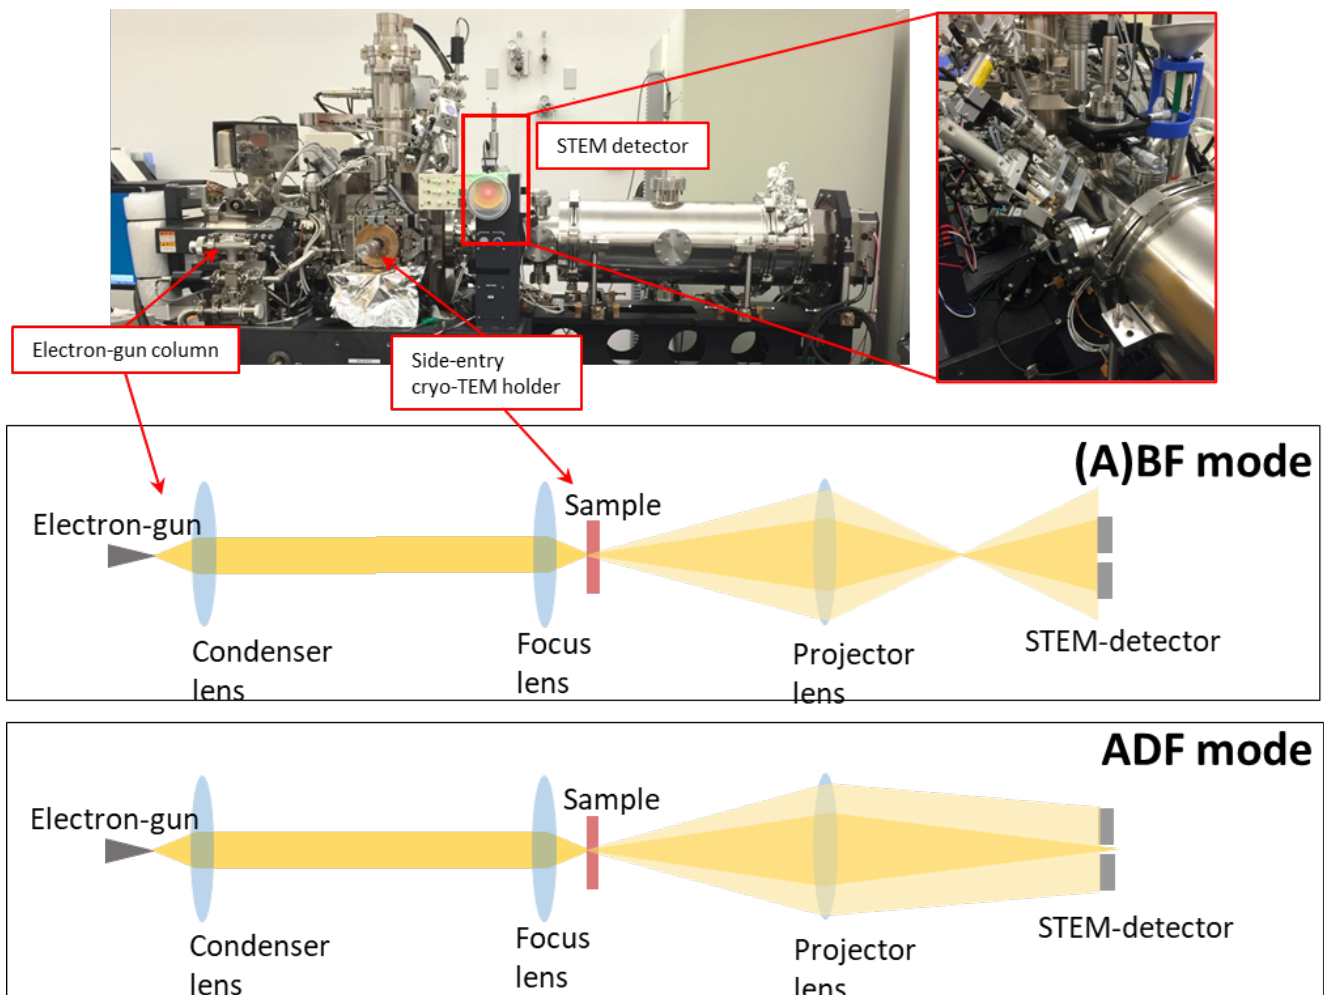 STEM detector
Electron-gun column
Side-entry
cryo-TEM holder
(A)BF mode
Electron-gun
Sample
Condenser
lens
Focus
lens
Projector
lens
STEM-detector
ADF mode
Electron-gun
Sample
Condenser
lens
Focus
lens
Projector
lens
STEM-detector